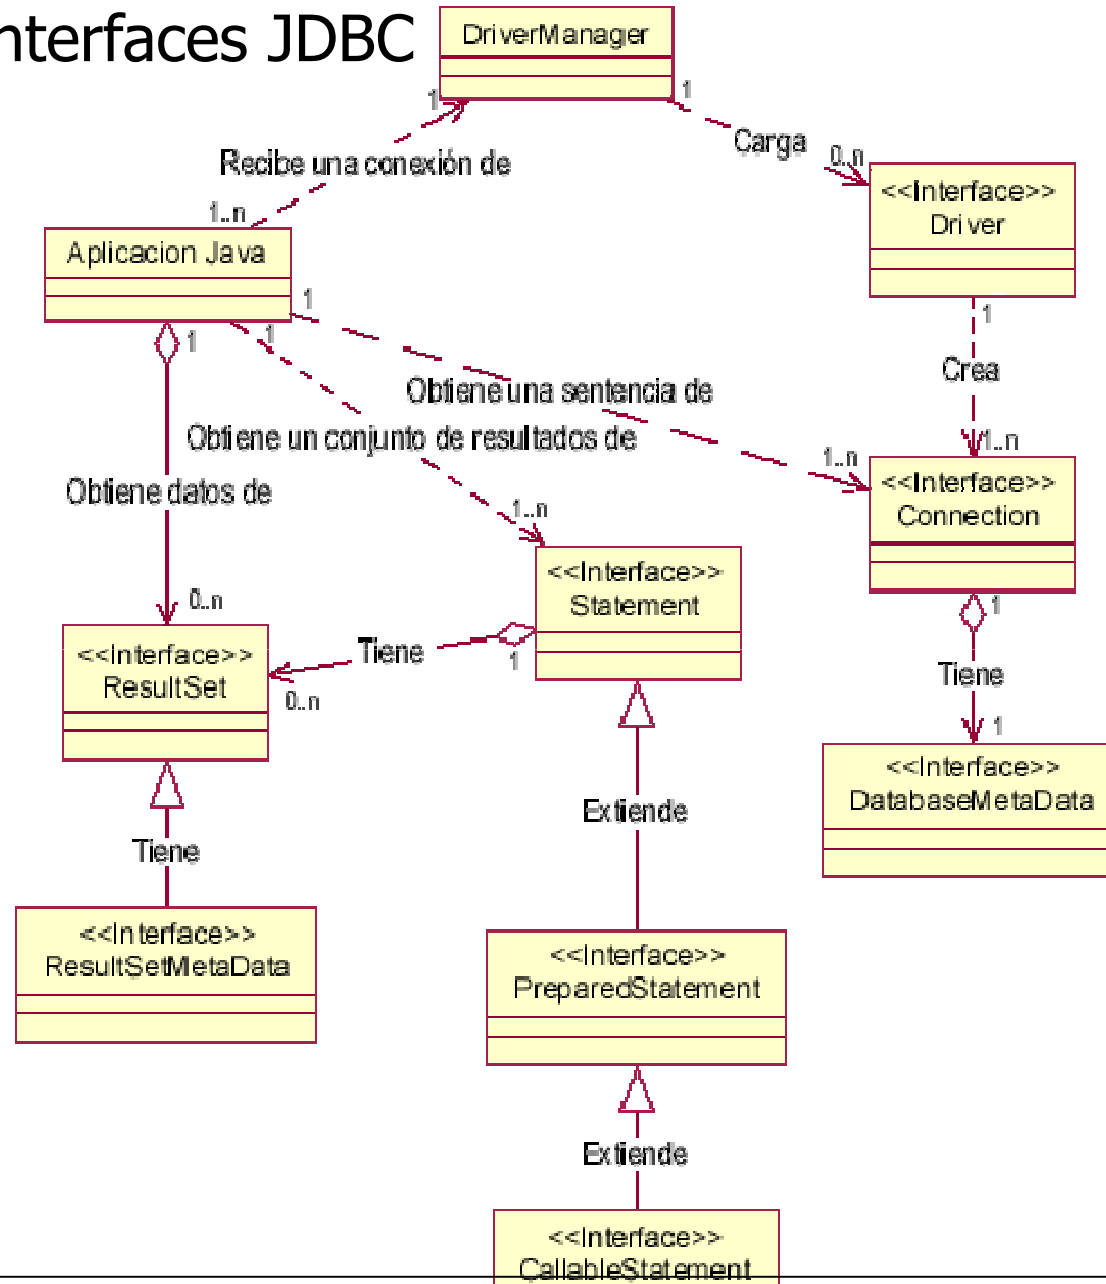 nterfaces JDBC
DriverManager
1
1
Carga
0..n
Recibe una conexión de
<<Interface>>
Driver
1..n
Aplicacion Java
1
1
1
1
Crea
Obtiene una sentencia de
Obtiene un conjunto de resultados de
1..n
1..n
<<Interface>>
Connection
Obtiene datos de
1..n
<<Interface>>
Statement
0..n
1
Tiene
1
<<Interface>>
ResultSet
Tiene
0..n
1
<<Interface>>
DatabaseMetaData
Extiende
Tiene
<<Interface>>
ResultSetMetaData
<<Interface>>
PreparedStatement
Extiende
<<Interface>>
CallableStatement